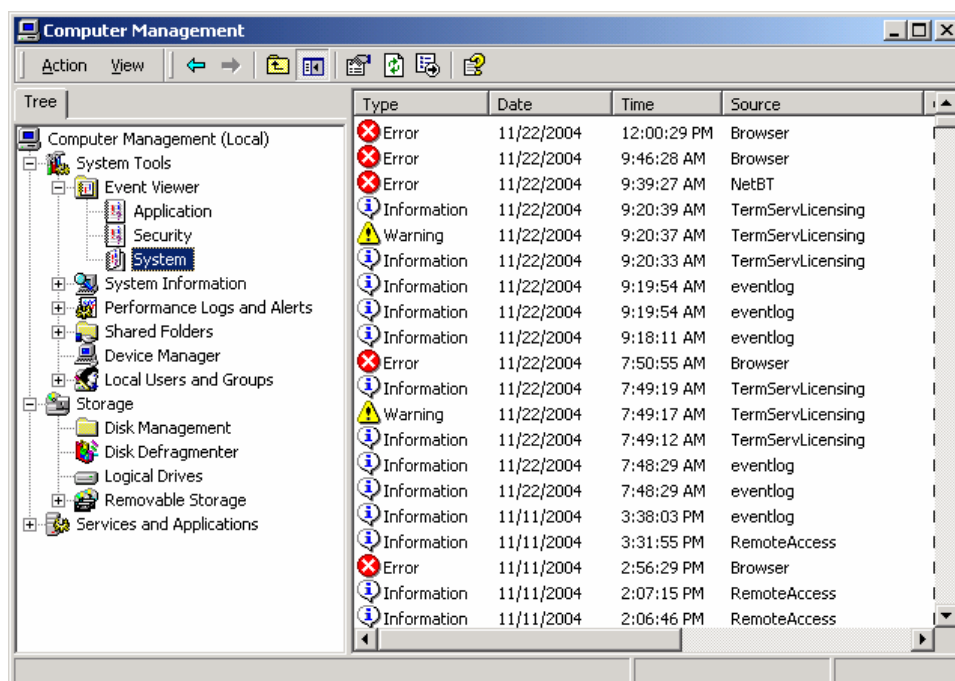 Computer Management
Action View
Tree
Computer Management (Local)
System Tools
Event Viewer
Application
Security
System
System Information
Performance Logs and Alerts
Shared Folders
Device Manager
Local Users and Groups
Storage
Disk Management
Disk Defragmenter
Logical Drives
Removable Storage
Services and Applications
Type Date Time Source
Error 11/22/2004 12:00:29 PM Browser
Error 11/22/2004 9:46:28 AM Browser
Error 11/22/2004 9:39:27 AM NetBT
Information 11/22/2004 9:20:39 AM TermServLicensing
Warning 11/22/2004 9:20:37 AM TermServLicensing
Information 11/22/2004 9:20:33 AM TermServLicensing
Information 11/22/2004 9:19:54 AM eventlog
Information 11/22/2004 9:19:54 AM eventlog
Information 11/22/2004 9:18:11 AM eventlog
Error 11/22/2004 7:50:55 AM Browser
Information 11/22/2004 7:49:19 AM TermServLicensing
Warning 11/22/2004 7:49:17 AM TermServLicensing
Information 11/22/2004 7:49:12 AM TermServLicensing
Information 11/22/2004 7:48:29 AM eventlog
Information 11/22/2004 7:48:29 AM eventlog
Information 11/11/2004 3:38:03 PM eventlog
Information 11/11/2004 3:31:55 PM RemoteAccess
Error 11/11/2004 2:56:29 PM Browser
Information 11/11/2004 2:07:15 PM RemoteAccess
Information 11/11/2004 2:06:46 PM RemoteAccess